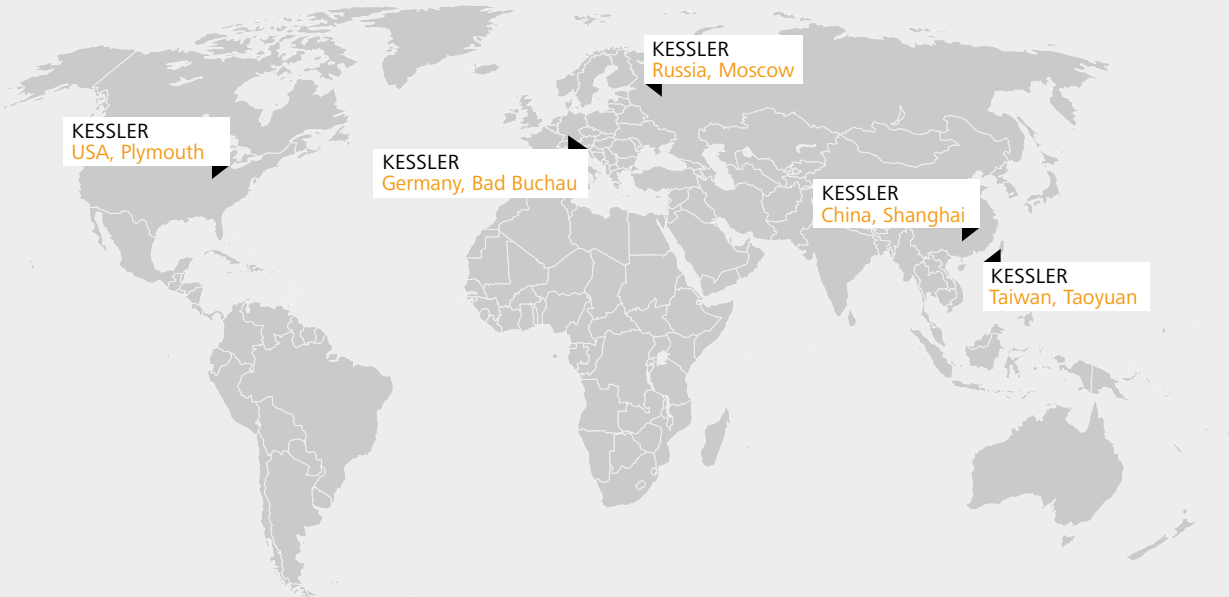 KESSLER
Russia, Moscow
KESSLER
USA, Plymouth
KESSLER
Germany, Bad Buchau
KESSLER
China, Shanghai
KESSLER
Taiwan, Taoyuan